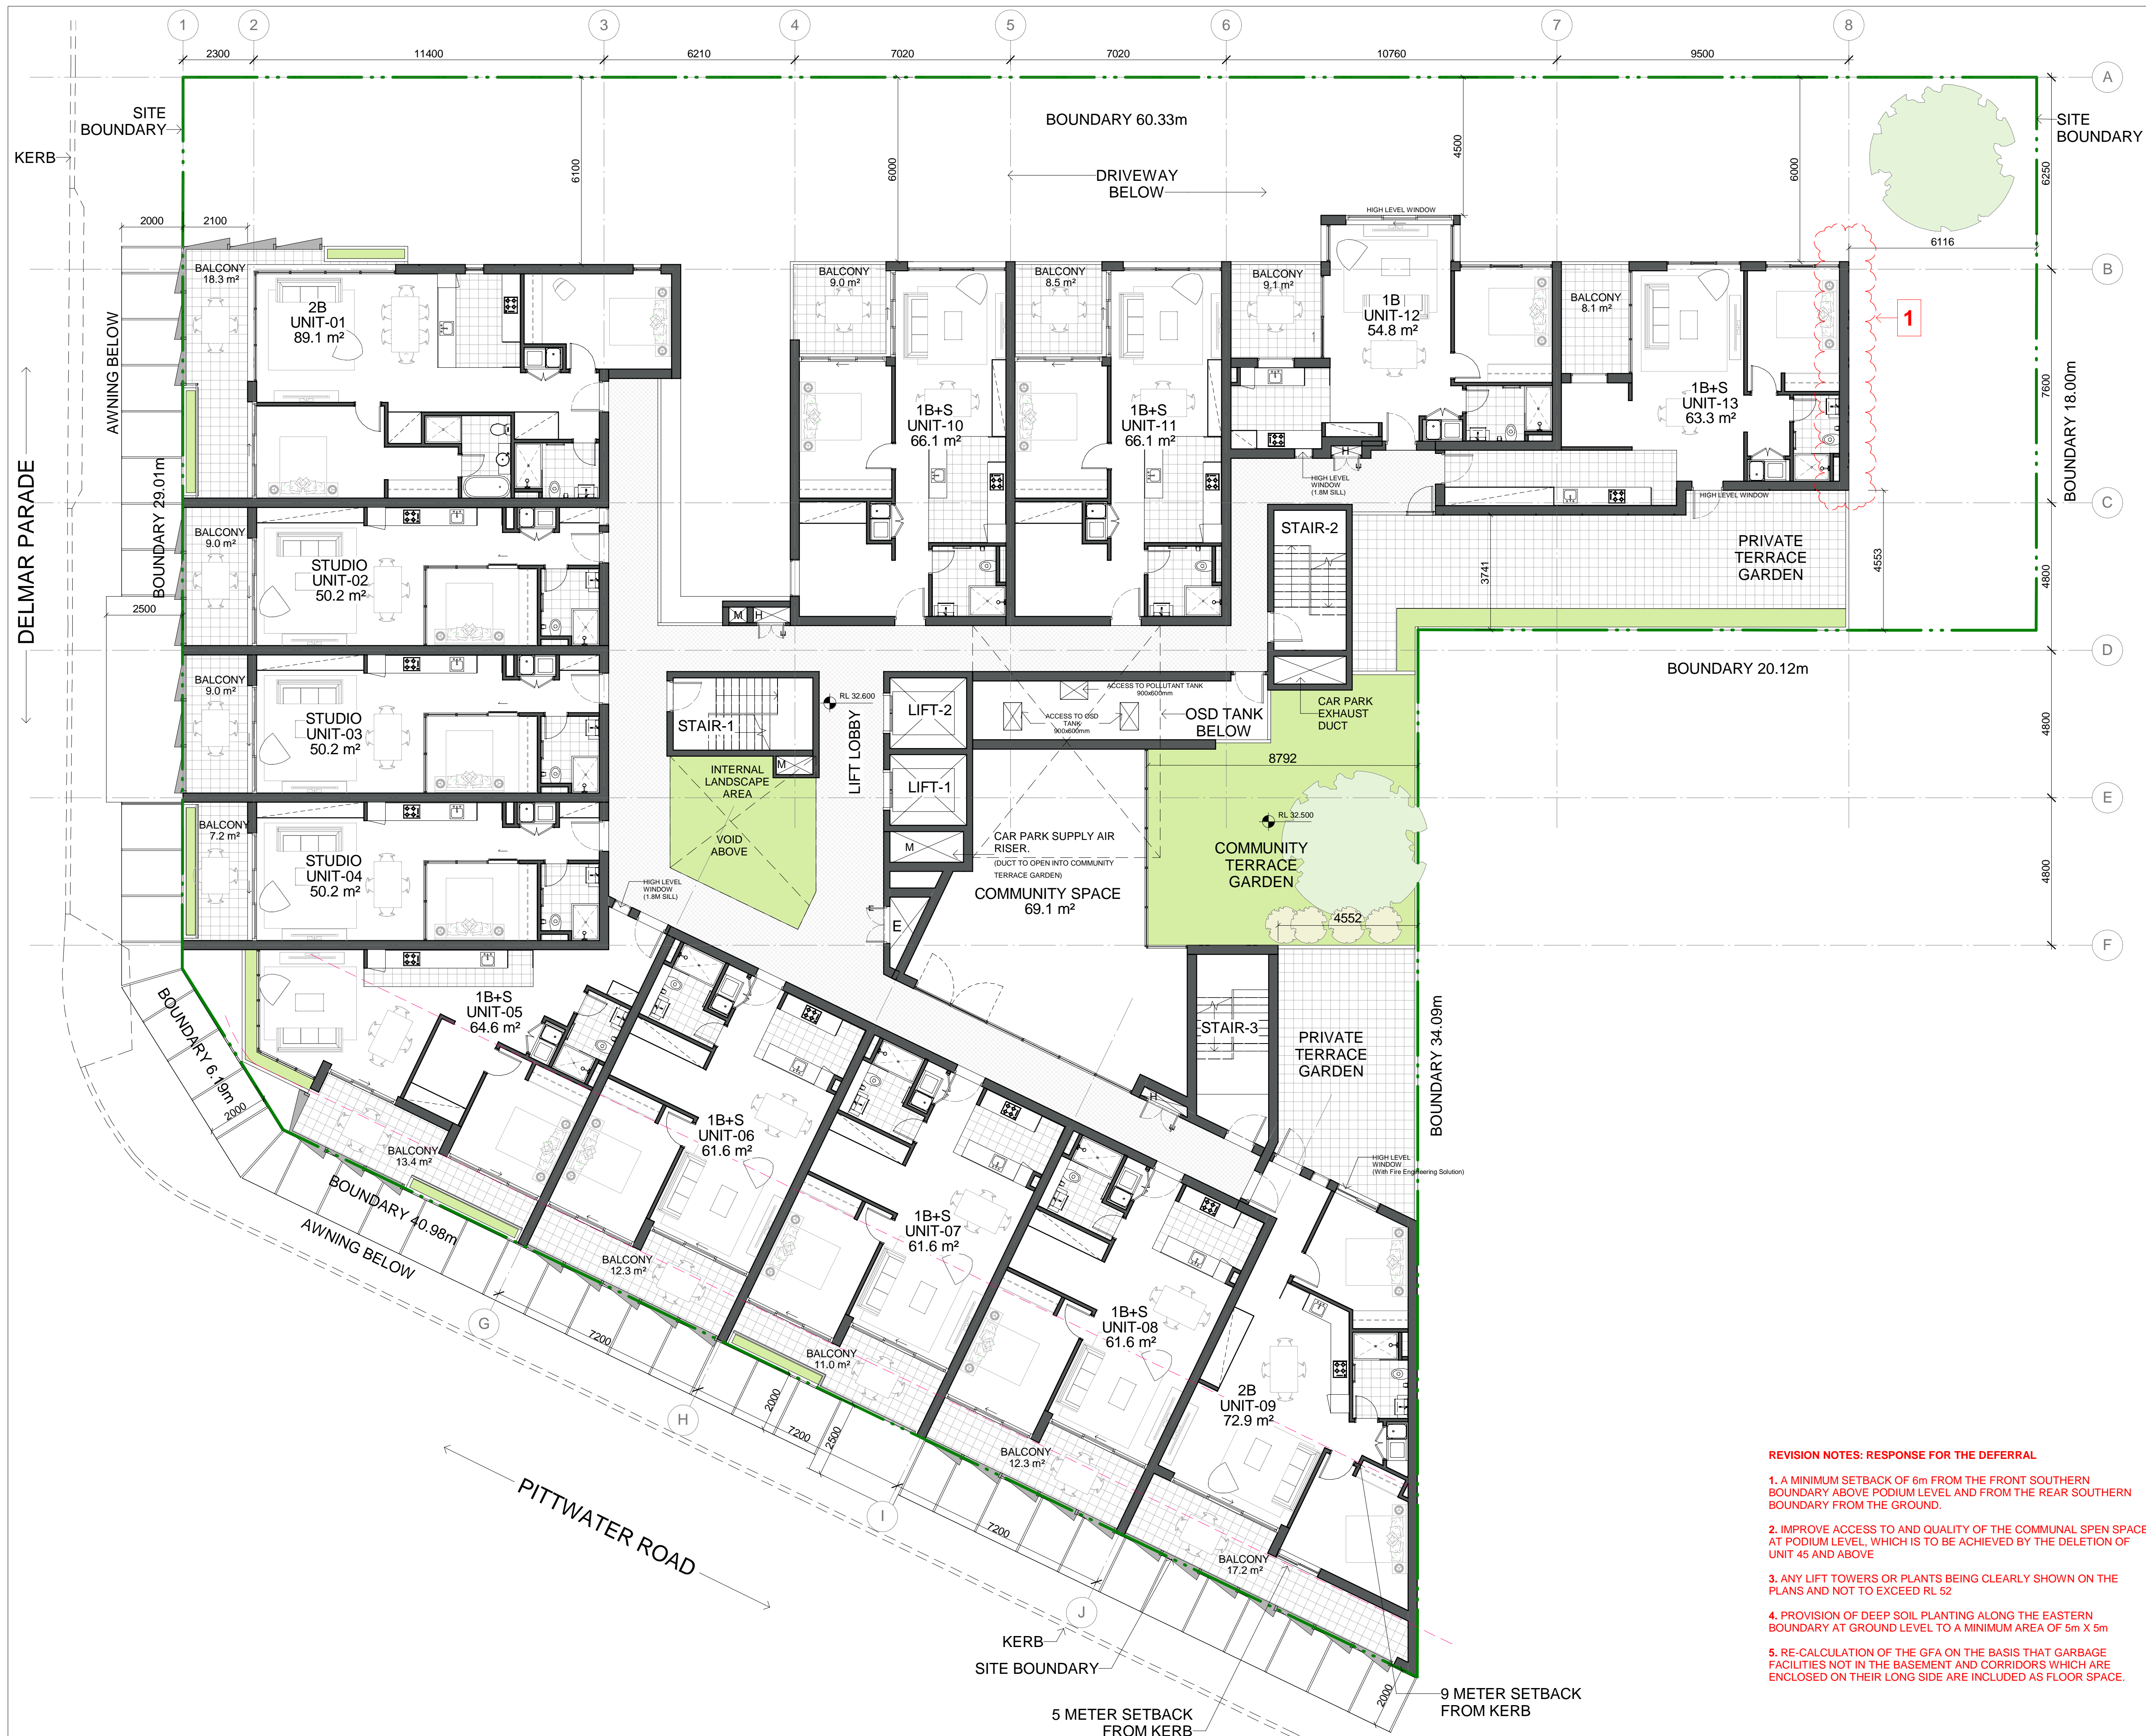 1
2
3
4
5
6
7
8
2300
11400
6210
7020
7020
10760
9500
A
SITE
BOUNDARY
KERB
BOUNDARY 60.33m
DRIVEWAY
BELOW
SITE
BOUNDARY
6100
6000
4500
6000
6250
2000
2100
HIGH LEVEL WINDOW
6116
B
BALCONY
18.3 m²
2B
UNIT-01
89.1 m²
BALCONY
9.0 m²
BALCONY
8.5 m²
BALCONY
9.1 m²
1B
UNIT-12
54.8 m²
BALCONY
8.1 m²
1
AWNING BELOW
1B+S
UNIT-10
66.1 m²
1B+S
UNIT-11
66.1 m²
1B+S
UNIT-13
63.3 m²
7600
BOUNDARY 18.00m
DELMAR PARADE
BOUNDARY 29.01m
H
HIGH LEVEL
WINDOW
(1.8M SILL)
HIGH LEVEL WINDOW
C
BALCONY
9.0 m²
STUDIO
UNIT-02
50.2 m²
STAIR-2
3741
PRIVATE
TERRACE
GARDEN
4553
4800
2500
M
H
D
BALCONY
9.0 m²
STUDIO
UNIT-03
50.2 m²
STAIR-1
RL 32.600
LIFT LOBBY
LIFT-2
ACCESS TO POLLUTANT TANK
900x600mm
ACCESS TO OSD
TANK
900x600mm
OSD TANK
BELOW
CAR PARK
EXHAUST
DUCT
BOUNDARY 20.12m
4800
M
INTERNAL
LANDSCAPE
AREA
LIFT-1
8792
E
BALCONY
7.2 m²
STUDIO
UNIT-04
50.2 m²
VOID
ABOVE
M
CAR PARK SUPPLY AIR
RISER.
(DUCT TO OPEN INTO COMMUNITY
TERRACE GARDEN)
RL 32.500
COMMUNITY
TERRACE
GARDEN
4800
HIGH LEVEL
WINDOW
(1.8M SILL)
COMMUNITY SPACE
69.1 m²
E
4552
F
1B+S
UNIT-05
64.6 m²
BOUNDARY 6.19m
2000
STAIR-3
PRIVATE
TERRACE
GARDEN
BOUNDARY 34.09m
H
1B+S
UNIT-06
61.6 m²
BALCONY
13.4 m²
HIGH LEVEL
WINDOW
(With Fire Engineering Solution)
BOUNDARY 40.98m
AWNING BELOW
1B+S
UNIT-07
61.6 m²
BALCONY
12.3 m²
1B+S
UNIT-08
61.6 m²
G
7200
BALCONY
11.0 m²
2B
UNIT-09
72.9 m²
H
2000
7200
2500
BALCONY
12.3 m²
I
7200
PITTWATER ROAD
BALCONY
17.2 m²
J
KERB
SITE BOUNDARY
2000
9 METER SETBACK
FROM KERB
5 METER SETBACK
FROM KERB
REVISION NOTES: RESPONSE FOR THE DEFERRAL
1. A MINIMUM SETBACK OF 6m FROM THE FRONT SOUTHERN
BOUNDARY ABOVE PODIUM LEVEL AND FROM THE REAR SOUTHERN
BOUNDARY FROM THE GROUND.
2. IMPROVE ACCESS TO AND QUALITY OF THE COMMUNAL SPEN SPACE
AT PODIUM LEVEL, WHICH IS TO BE ACHIEVED BY THE DELETION OF
UNIT 45 AND ABOVE
3. ANY LIFT TOWERS OR PLANTS BEING CLEARLY SHOWN ON THE
PLANS AND NOT TO EXCEED RL 52
4. PROVISION OF DEEP SOIL PLANTING ALONG THE EASTERN
BOUNDARY AT GROUND LEVEL TO A MINIMUM AREA OF 5m X 5m
5. RE-CALCULATION OF THE GFA ON THE BASIS THAT GARBAGE
FACILITIES NOT IN THE BASEMENT AND CORRIDORS WHICH ARE
ENCLOSED ON THEIR LONG SIDE ARE INCLUDED AS FLOOR SPACE.